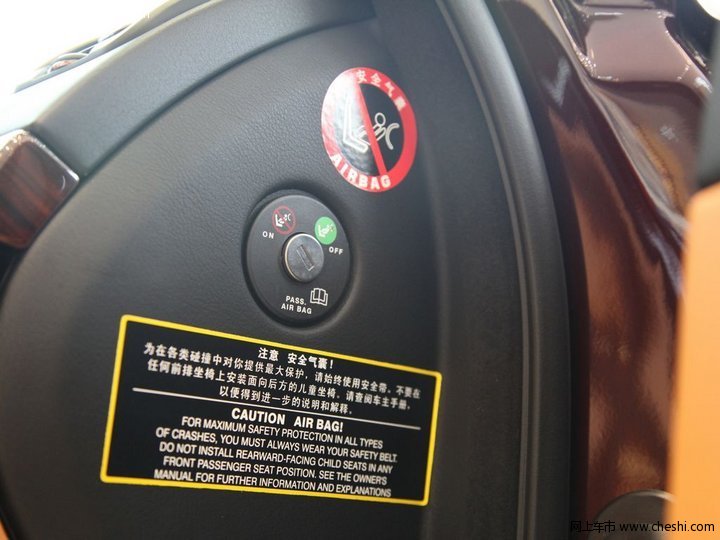 安全气囊
AIRBAG
ON
OFF
PASS.
AIR BAG
注意 安全气囊！
为在各类碰撞中对你提供最大保护，请始终使用安全带。不要在
任何前排坐椅上安装面向后方的儿童坐椅。请查阅车主手册，
以便得到进一步的说明和解释。
CAUTION AIR BAG!
FOR MAXIMUM SAFETY PROTECTION IN ALL TYPES
OF CRASHES, YOU MUST ALWAYS WEAR YOUR SAFETY BELT.
DO NOT INSTALL REARWARD-FACING CHILD SEATS IN ANY
FRONT PASSENGER SEAT POSITION. SEE THE OWNER'S
MANUAL FOR FURTHER INFORMATION AND EXPLANATIONS
网上车市 www.cheshi.com